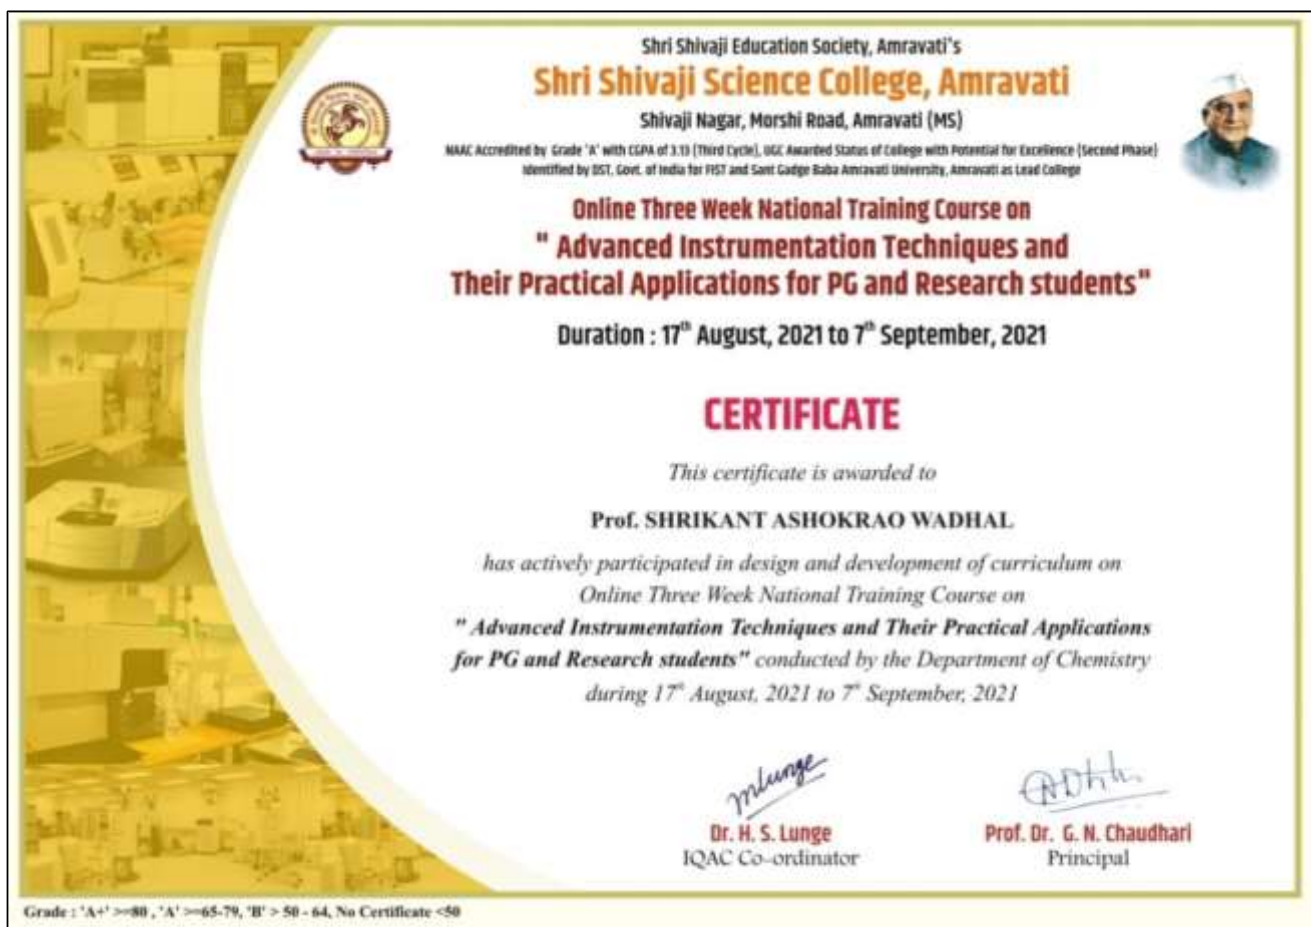 Shri Shivaji Education Society, Amravati's
Shri Shivaji Science College, Amravati
Shivaji Nagar, Morshi Road, Amravati (MS)
NAAC Accredited by Grade 'A' with CGPA of 3.13 (Third Cycle), UGC Awarded Status of College with Potential for Excellence (Second Phase)
Identified by DST, Govt. of India for FIST and Sant Gadge Baba Amravati University, Amravati as Lead College
Online Three Week National Training Course on
" Advanced Instrumentation Techniques and
Their Practical Applications for PG and Research students"
Duration : 17th August, 2021 to 7th September, 2021
CERTIFICATE
This certificate is awarded to
Prof. SHRIKANT ASHOKRAO WADHAL
has actively participated in design and development of curriculum on
Online Three Week National Training Course on
" Advanced Instrumentation Techniques and Their Practical Applications
for PG and Research students" conducted by the Department of Chemistry
during 17th August, 2021 to 7th September, 2021
mlunge
Dr. H. S. Lunge
IQAC Co-ordinator
Prof. Dr. G. N. Chaudhari
Principal
Grade : 'A+' >=80 , 'A' >=65-79, 'B' > 50 - 64, No Certificate <50